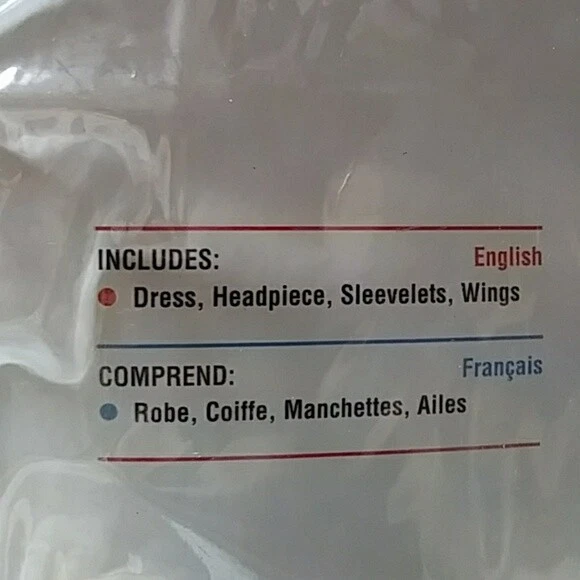 INCLUDES: English
Dress, Headpiece, Sleevelets, Wings
COMPREND: Français
Robe, Coiffe, Manchettes, Ailes